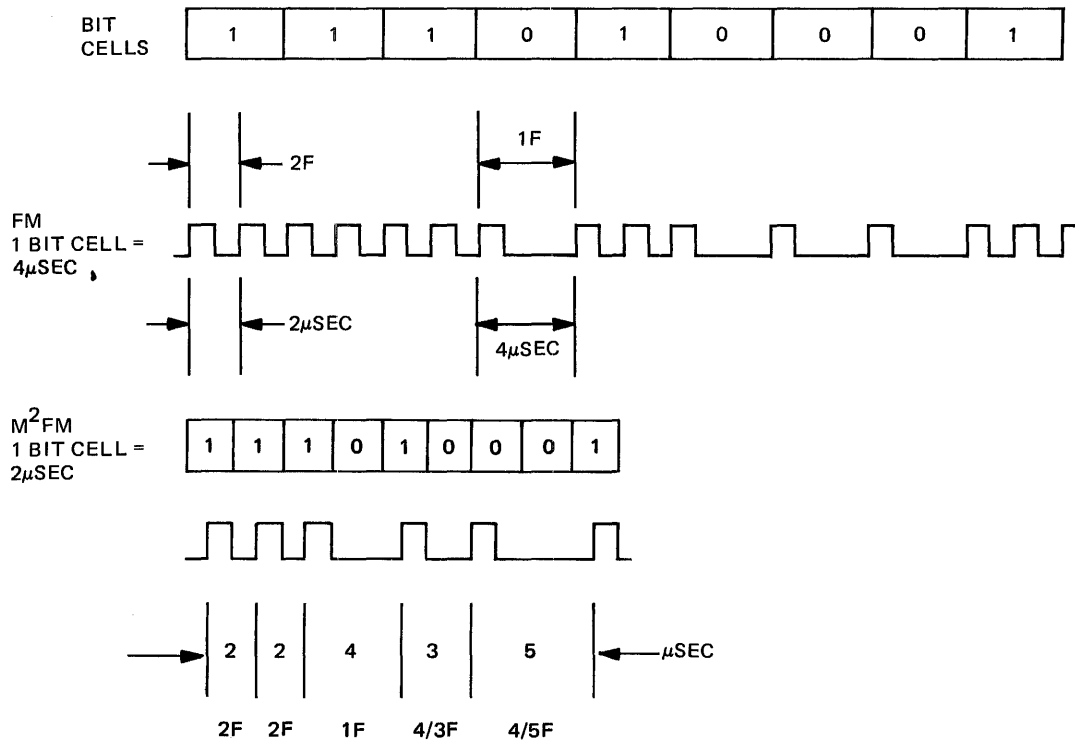 BIT
CELLS
1 1 1 0 1 0 0 0 1
1F
2F
FM
1 BIT CELL =
4μSEC
2μSEC
4μSEC
M²FM
1 BIT CELL =
2μSEC
1 1 1 0 1 0 0 0 1
2 2 4 3 5 μSEC
2F 2F 1F 4/3F 4/5F